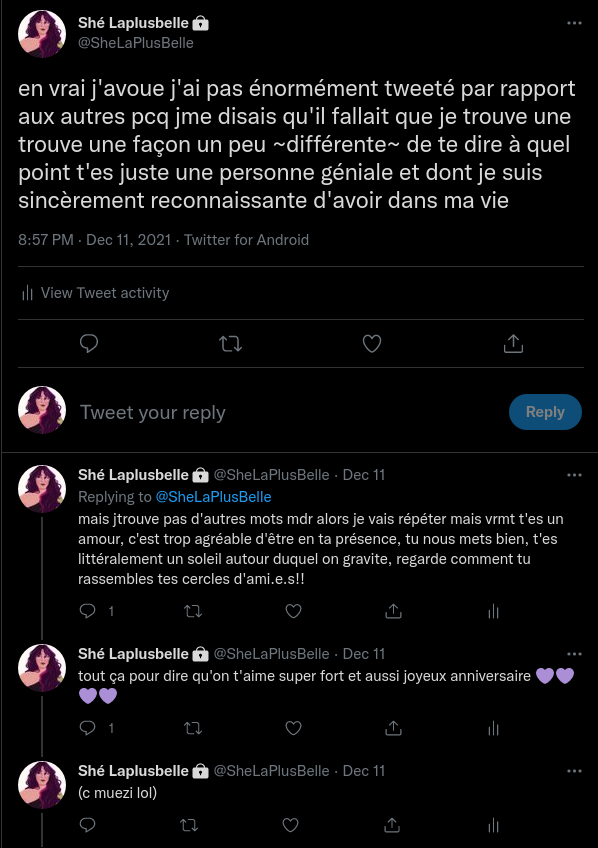 Shé Laplusbelle
@SheLaPlusBelle
en vrai j'avoue j'ai pas énormément tweeté par rapport
aux autres pcq jme disais qu'il fallait que je trouve une
trouve une façon un peu ~différente~ de te dire à quel
point t'es juste une personne géniale et dont je suis
sincèrement reconnaissante d'avoir dans ma vie
8:57 PM · Dec 11, 2021 · Twitter for Android
View Tweet activity
Tweet your reply
Reply
Shé Laplusbelle @SheLaPlusBelle · Dec 11
Replying to @SheLaPlusBelle
mais jtrouve pas d'autres mots mdr alors je vais répéter mais vrmt t'es un
amour, c'est trop agréable d'être en ta présence, tu nous mets bien, t'es
littéralement un soleil autour duquel on gravite, regarde comment tu
rassembles tes cercles d'ami.e.s!!
1
Shé Laplusbelle @SheLaPlusBelle · Dec 11
tout ça pour dire qu'on t'aime super fort et aussi joyeux anniversaire 💜💜
💜💜
1
Shé Laplusbelle @SheLaPlusBelle · Dec 11
(c muezi lol)